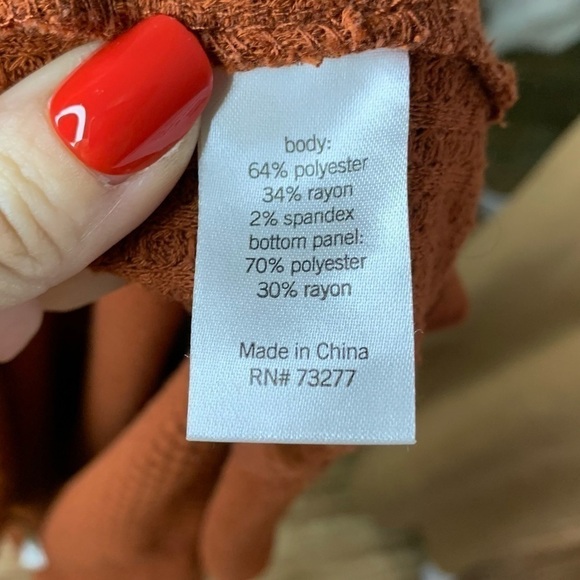 body:
64% polyester
34% rayon
2% spandex
bottom panel:
70% polyester
30% rayon
Made in China
RN# 73277